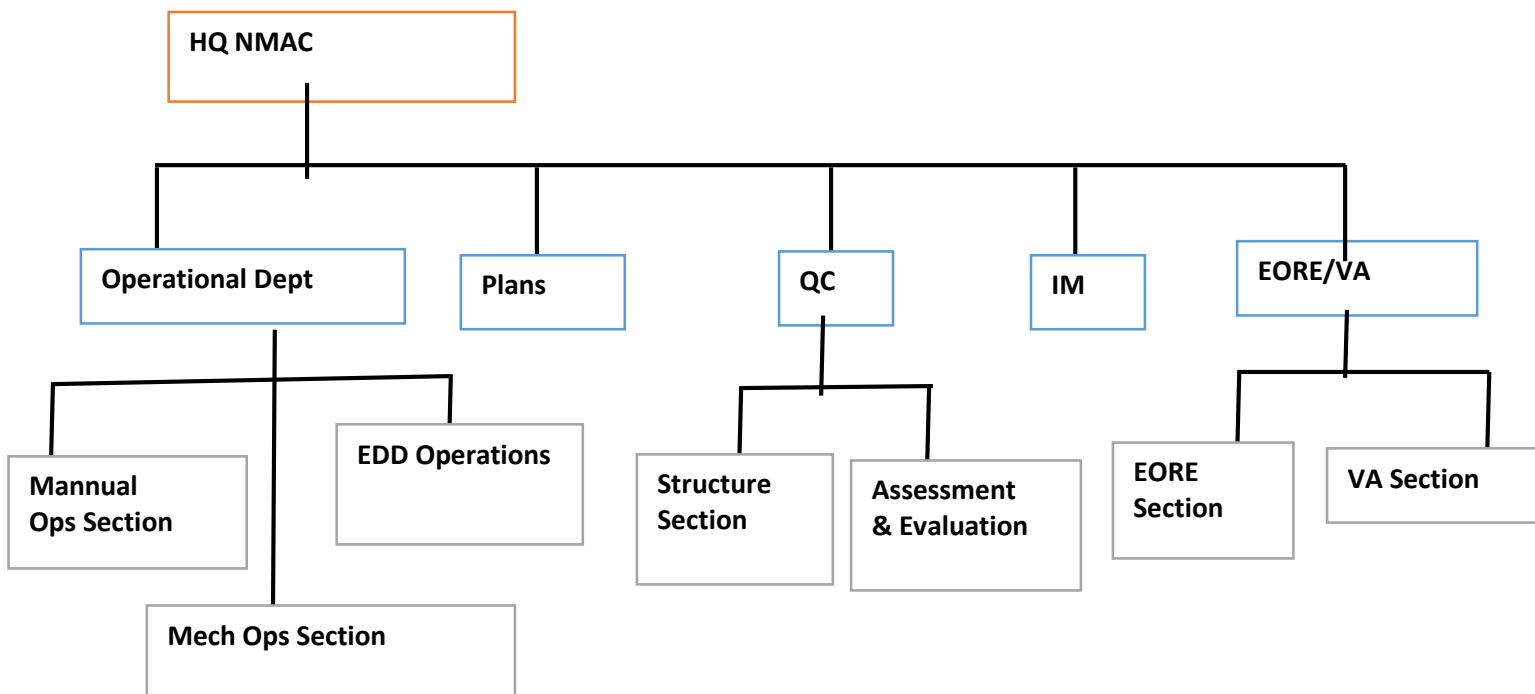 HQ NMAC
Operational Dept
Plans
QC
IM
EORE/VA
Mannual
Ops Section
EDD Operations
Structure
Section
Assessment
& Evaluation
EORE
Section
VA Section
Mech Ops Section